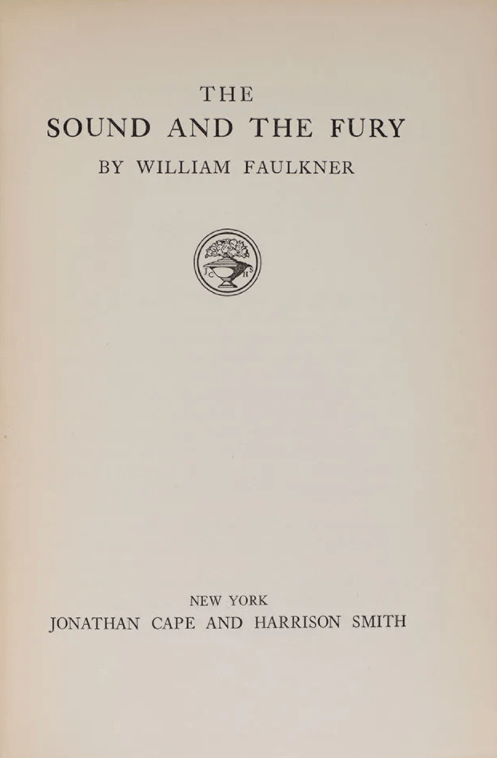 THE
SOUND AND THE FURY
BY WILLIAM FAULKNER
J C H S
NEW YORK
JONATHAN CAPE AND HARRISON SMITH